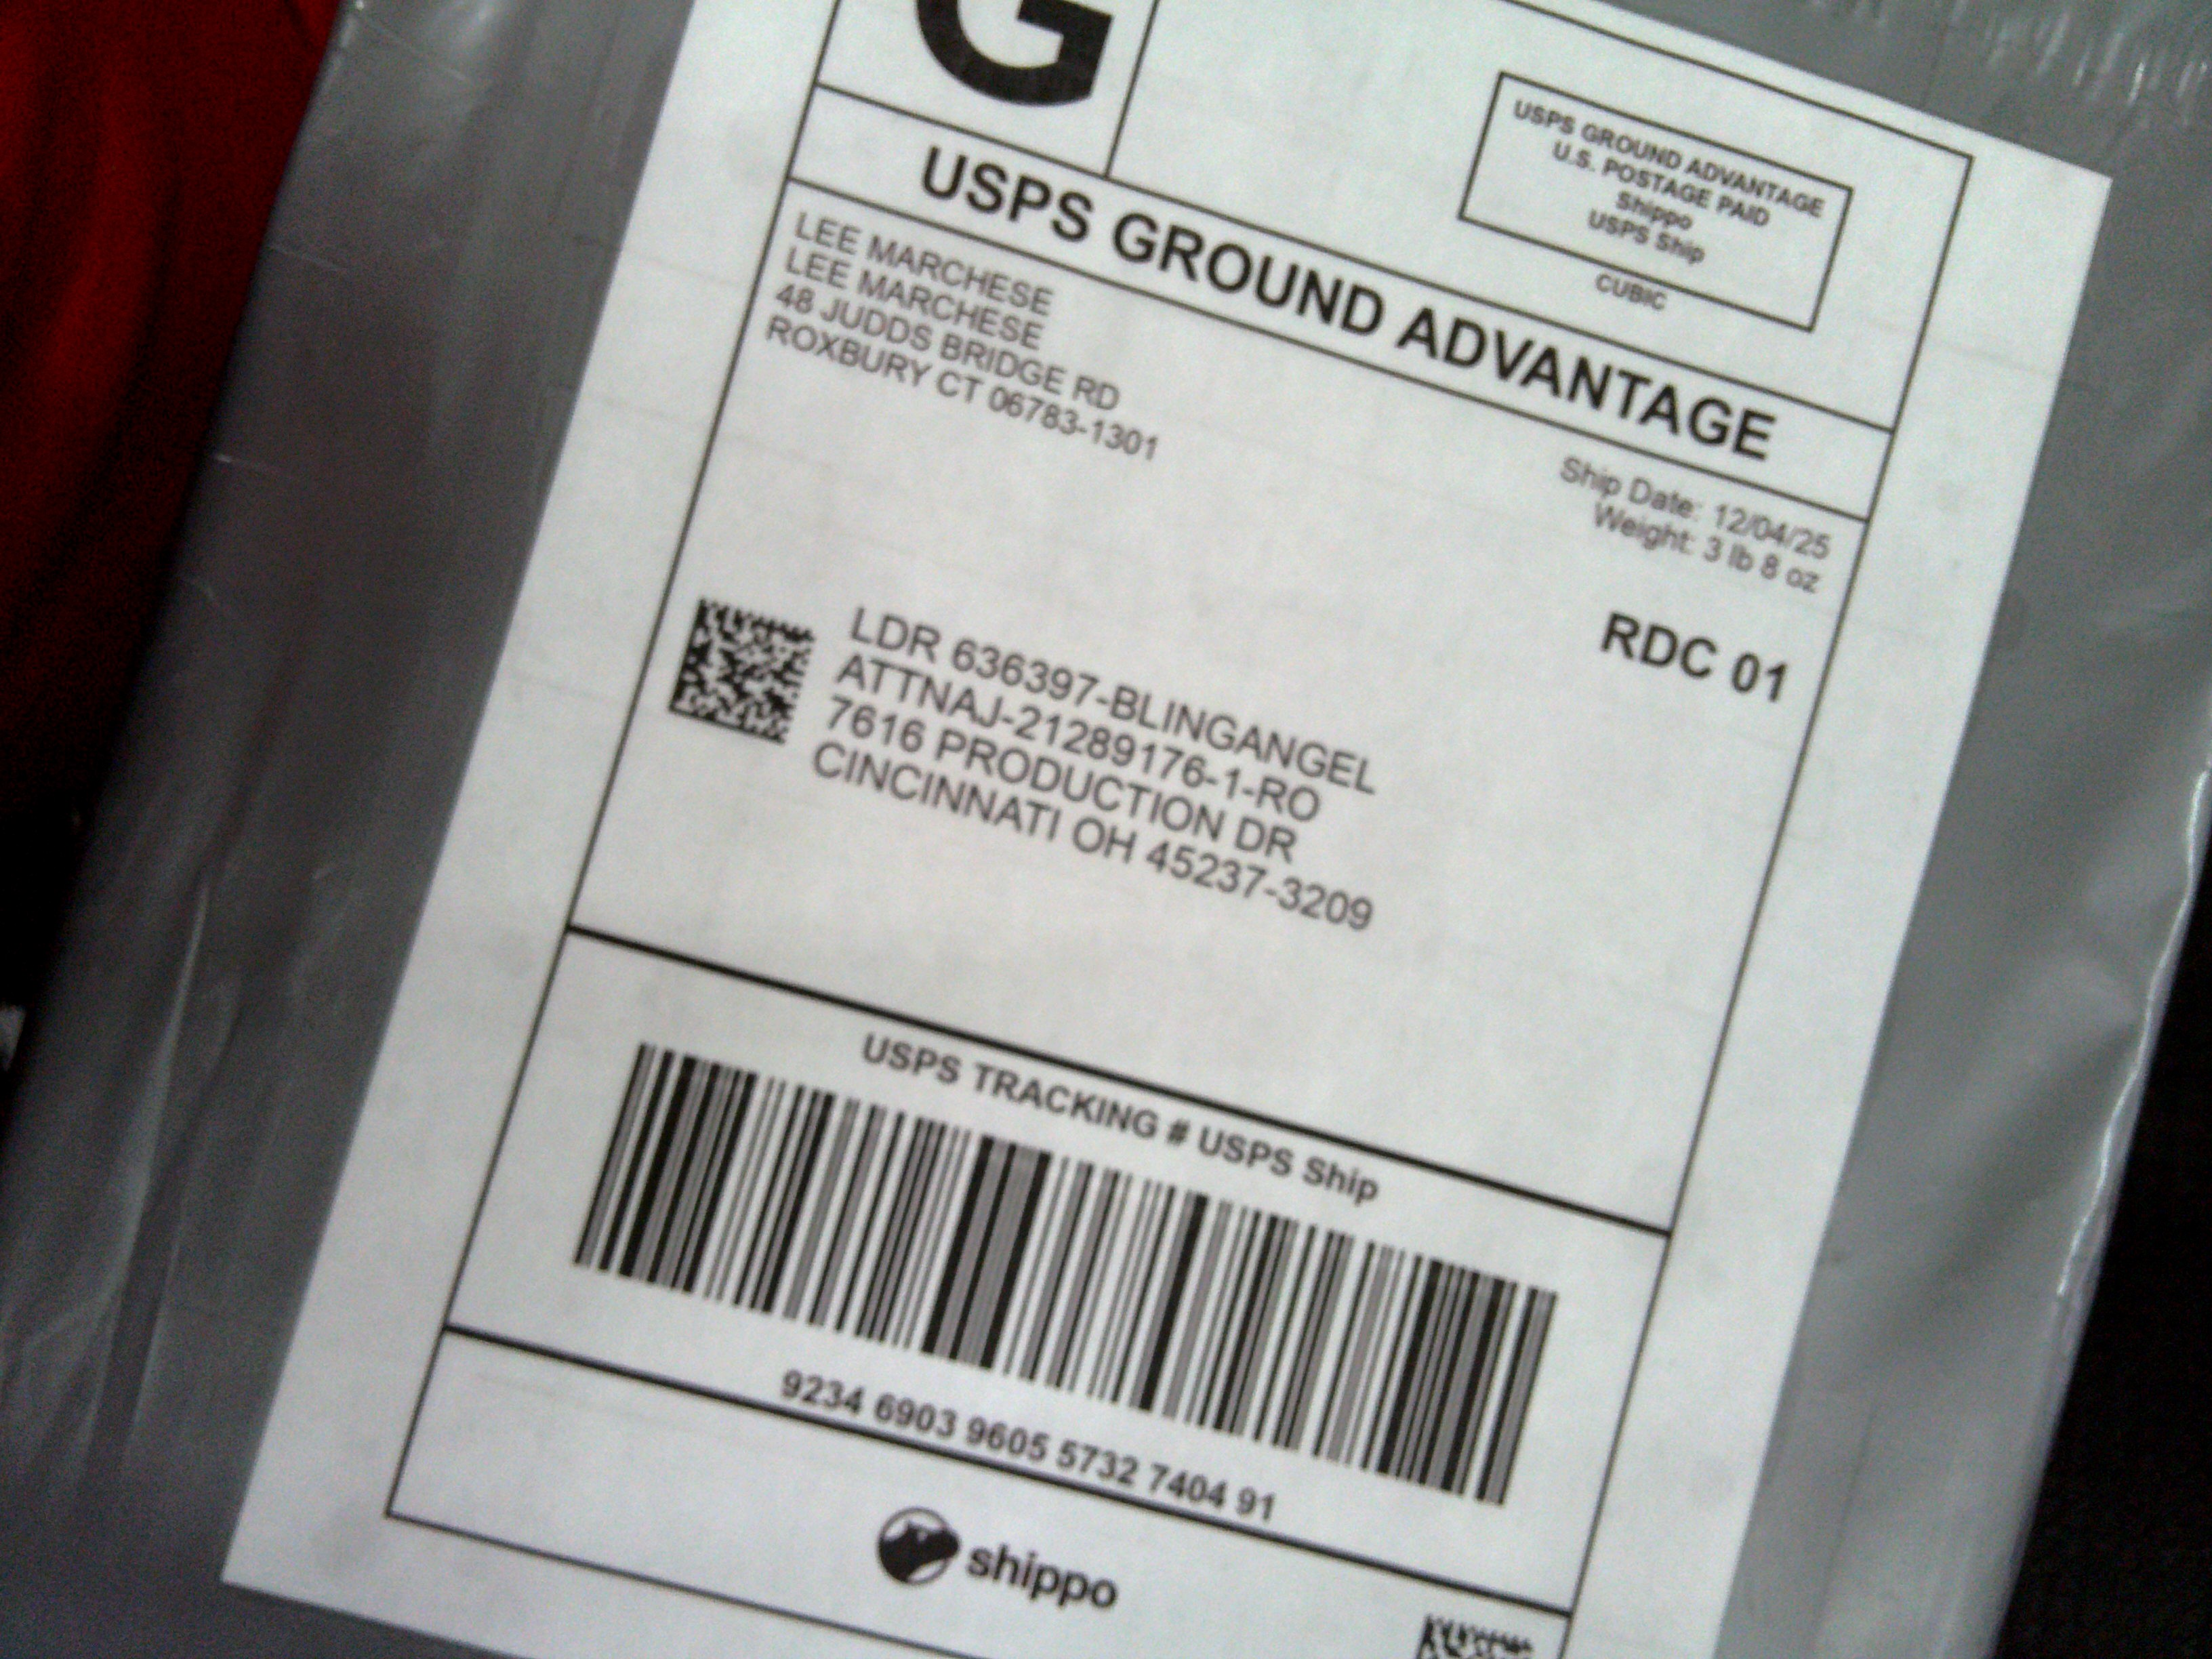 G
USPS GROUND ADVANTAGE
U.S. POSTAGE PAID
Shippo
USPS Ship
CUBIC
USPS GROUND ADVANTAGE
LEE MARCHESE
LEE MARCHESE
48 JUDDS BRIDGE RD
ROXBURY CT 06783-1301
Ship Date: 12/04/25
Weight: 3 lb 8 oz
RDC 01
LDR 636397-BLINGANGEL
ATTNAJ-21289176-1-RO
7616 PRODUCTION DR
CINCINNATI OH 45237-3209
USPS TRACKING # USPS Ship
9234 6903 9605 5732 7404 91
shippo